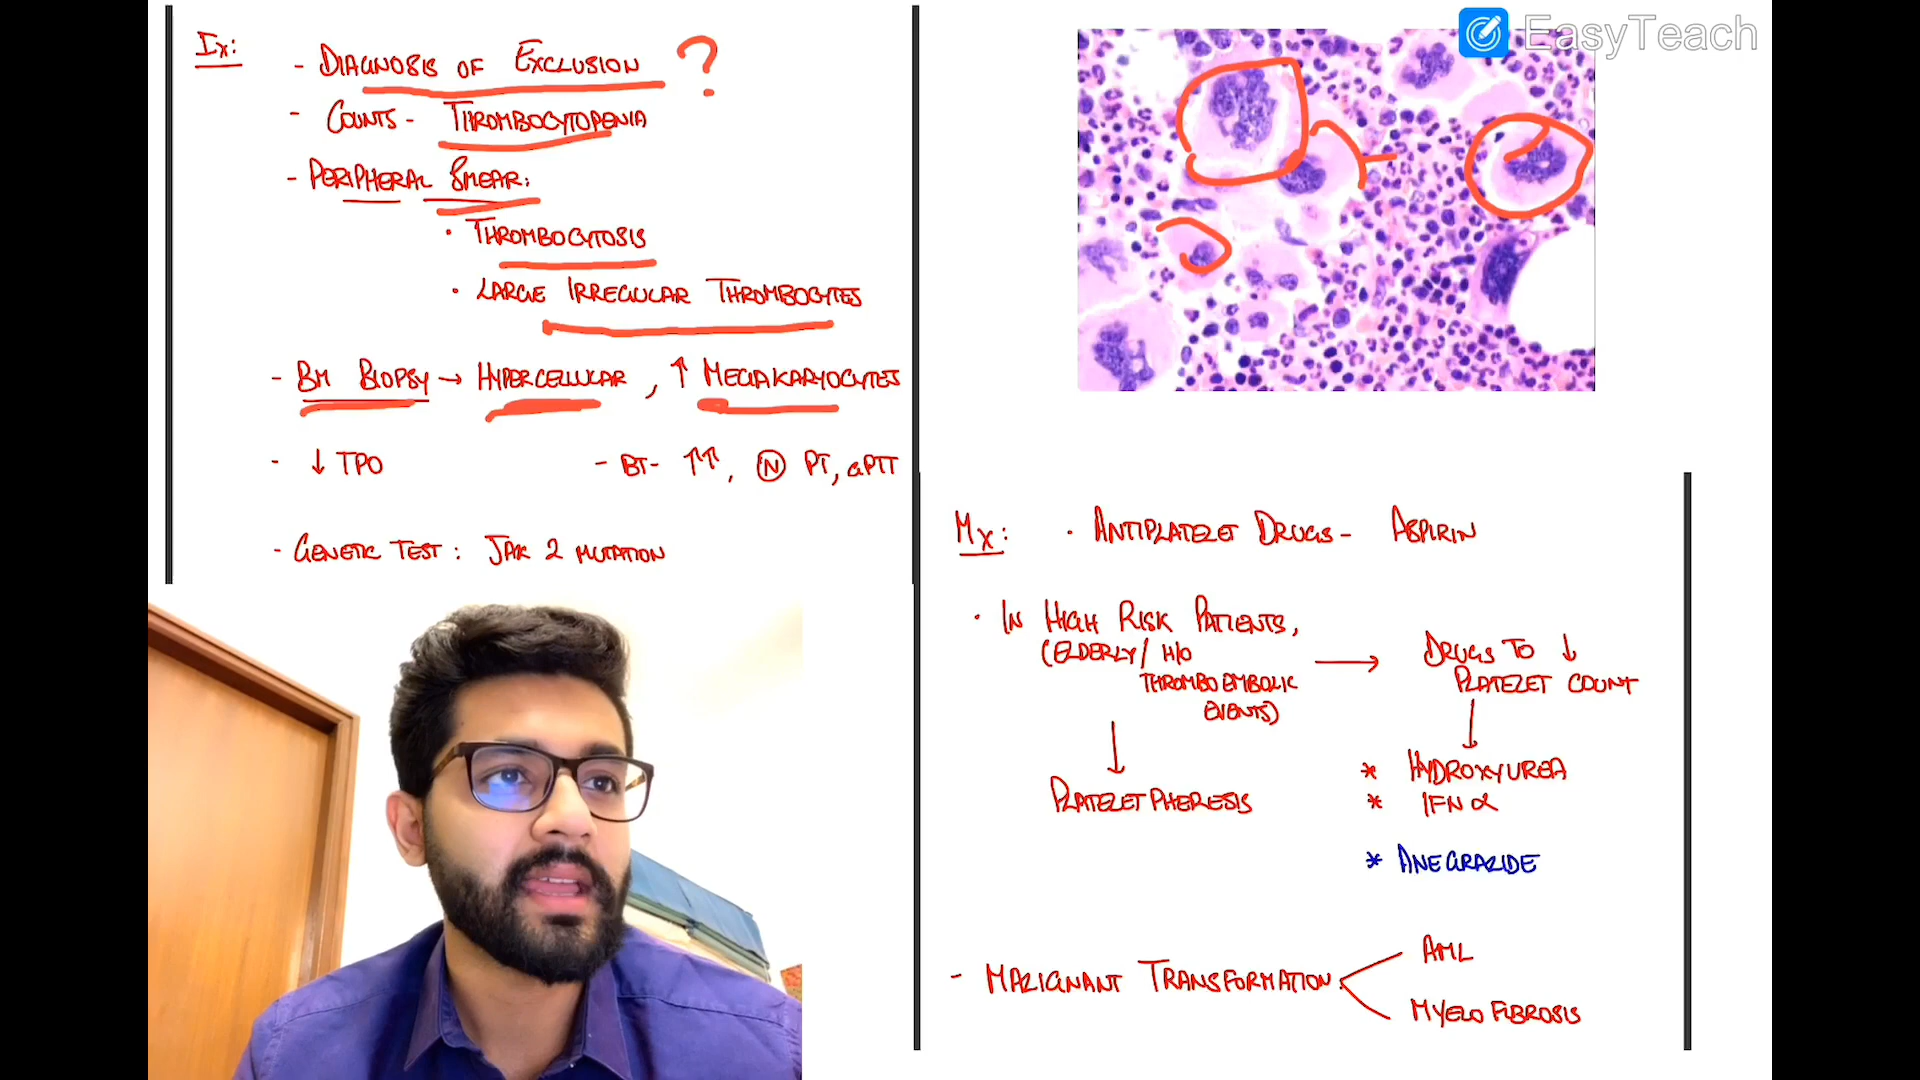 Ix:
- DIAGNOSIS OF EXCLUSION ?
- COUNTS - THROMBOCYTOPENIA
- PERIPHERAL SMEAR:
• THROMBOCYTOSIS
• LARGE IRREGULAR THROMBOCYTES
- BM BIOPSY → HYPERCELLULAR, ↑ MEGAKARYOCYTES
- ↓ TPO - BT- ↑↑, Ⓝ PT, aPTT
- GENETIC TEST: JAK 2 MUTATION
EasyTeach
Mx: • ANTIPLATELET DRUGS - ASPIRIN
• IN HIGH RISK PATIENTS,
(ELDERLY/ H/O
THROMBOEMBOLIC
EVENTS)
→ DRUGS TO ↓
PLATELET COUNT
↓
PLATELETPHERESIS
↓
* HYDROXYUREA
* IFN α
* ANEGRAZIDE
- MALIGNANT TRANSFORMATION
AML
MYELOFIBROSIS